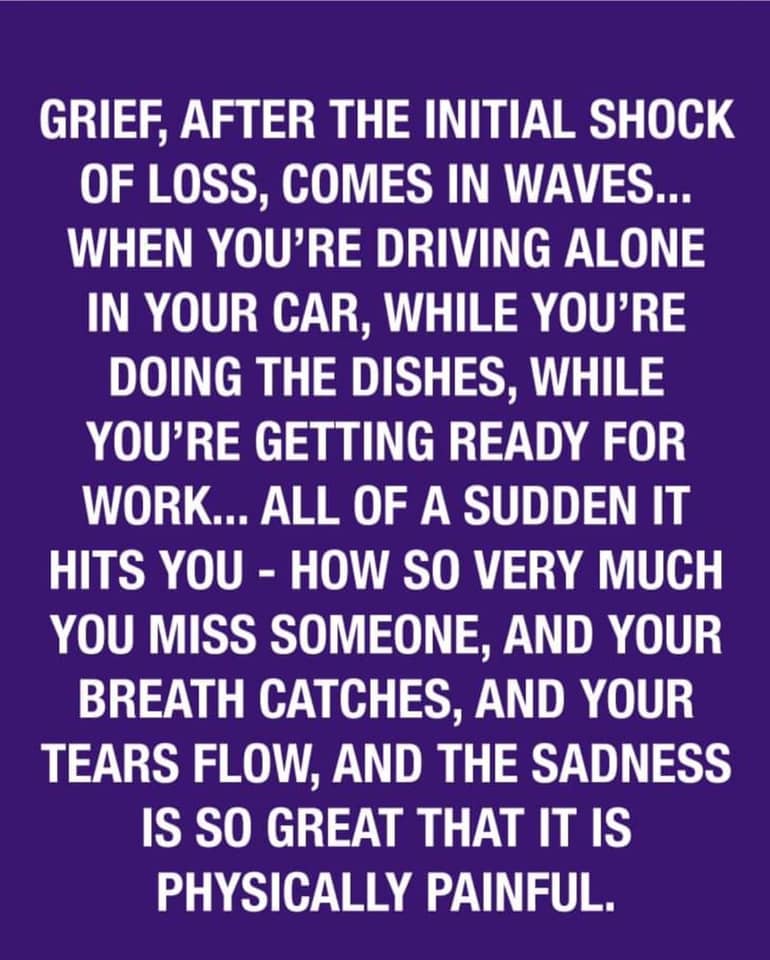 GRIEF, AFTER THE INITIAL SHOCK
OF LOSS, COMES IN WAVES...
WHEN YOU’RE DRIVING ALONE
IN YOUR CAR, WHILE YOU’RE
DOING THE DISHES, WHILE
YOU’RE GETTING READY FOR
WORK... ALL OF A SUDDEN IT
HITS YOU - HOW SO VERY MUCH
YOU MISS SOMEONE, AND YOUR
BREATH CATCHES, AND YOUR
TEARS FLOW, AND THE SADNESS
IS SO GREAT THAT IT IS
PHYSICALLY PAINFUL.